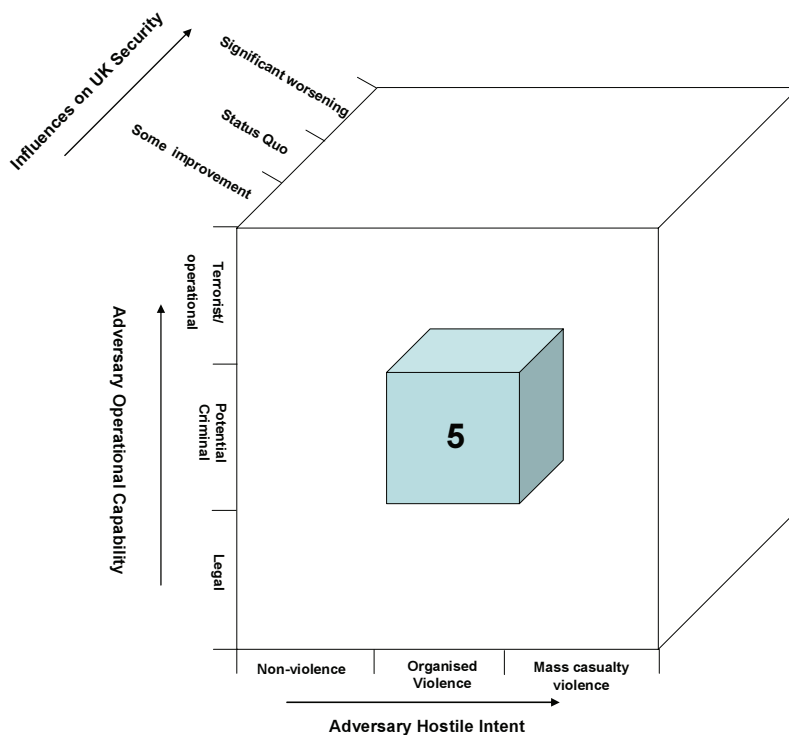 Influences on UK Security
Significant worsening
Status Quo
Some improvement
Adversary Operational Capability
Terrorist/
operational
Potential
Criminal
Legal
5
Non-violence
Organised
Violence
Mass casualty
violence
Adversary Hostile Intent